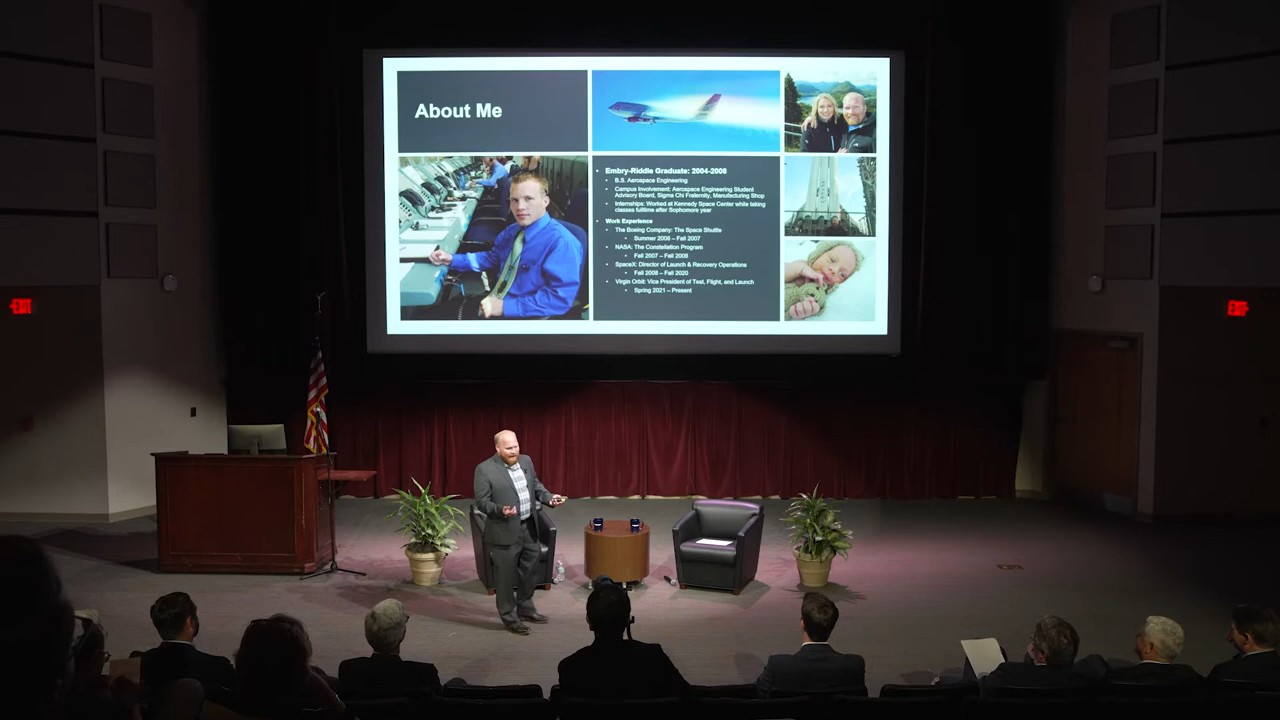 About Me
Embry-Riddle Graduate: 2004-2008
B.S. Aerospace Engineering
Campus Involvement: Aerospace Engineering Student
Advisory Board, Sigma Chi Fraternity, Manufacturing Shop
Internships: Worked at Kennedy Space Center while taking
classes fulltime after Sophomore year
Work Experience
The Boeing Company: The Space Shuttle
Summer 2006 – Fall 2007
NASA: The Constellation Program
Fall 2007 – Fall 2008
SpaceX: Director of Launch & Recovery Operations
Fall 2008 – Fall 2020
Virgin Orbit: Vice President of Test, Flight, and Launch
Spring 2021 – Present
EXIT
EXIT